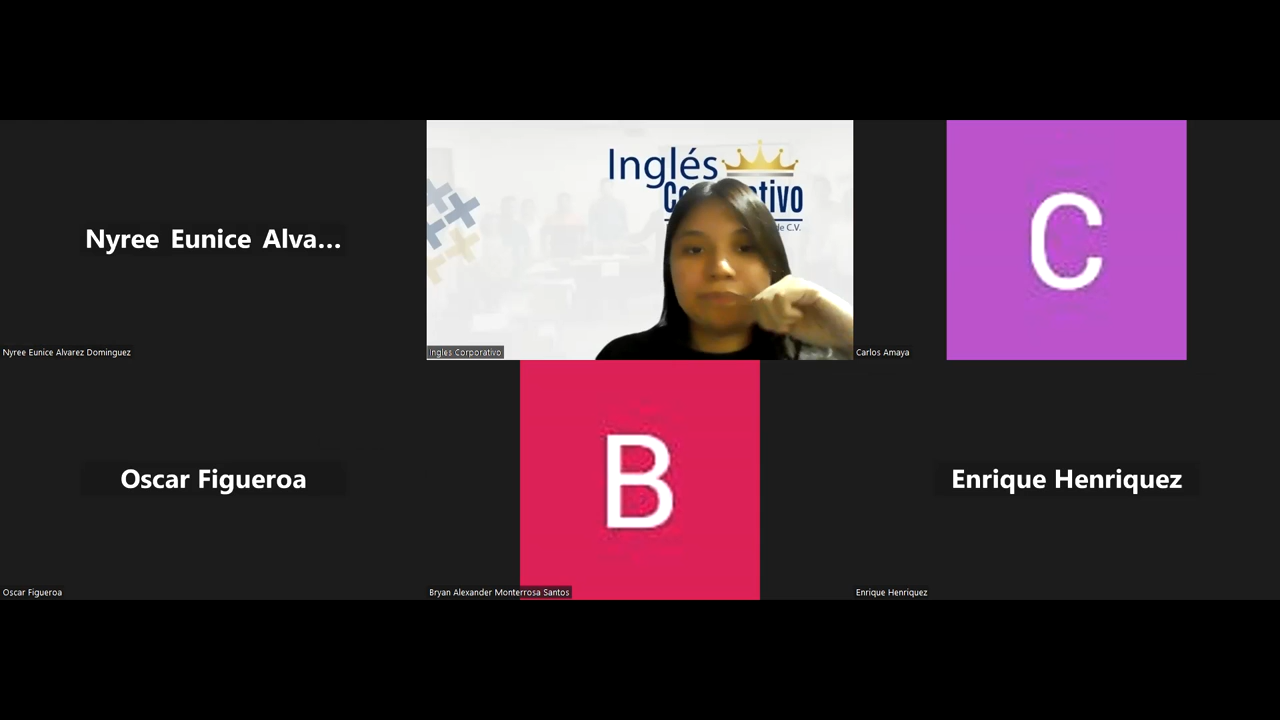 Nyree Eunice Alva...
Nyree Eunice Alvarez Dominguez
Inglés
de C.V.
Ingles Corporativo
C
Carlos Amaya
Oscar Figueroa
Oscar Figueroa
B
Bryan Alexander Monterrosa Santos
Enrique Henriquez
Enrique Henriquez